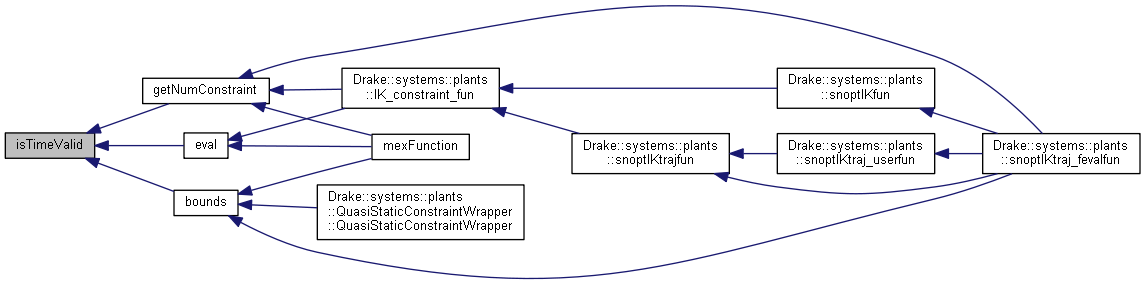 isTimeValid
getNumConstraint
eval
bounds
Drake::systems::plants
::IK_constraint_fun
mexFunction
Drake::systems::plants
::QuasiStaticConstraintWrapper
::QuasiStaticConstraintWrapper
Drake::systems::plants
::snoptIKtrajfun
Drake::systems::plants
::snoptIKfun
Drake::systems::plants
::snoptIKtraj_userfun
Drake::systems::plants
::snoptIKtraj_fevalfun